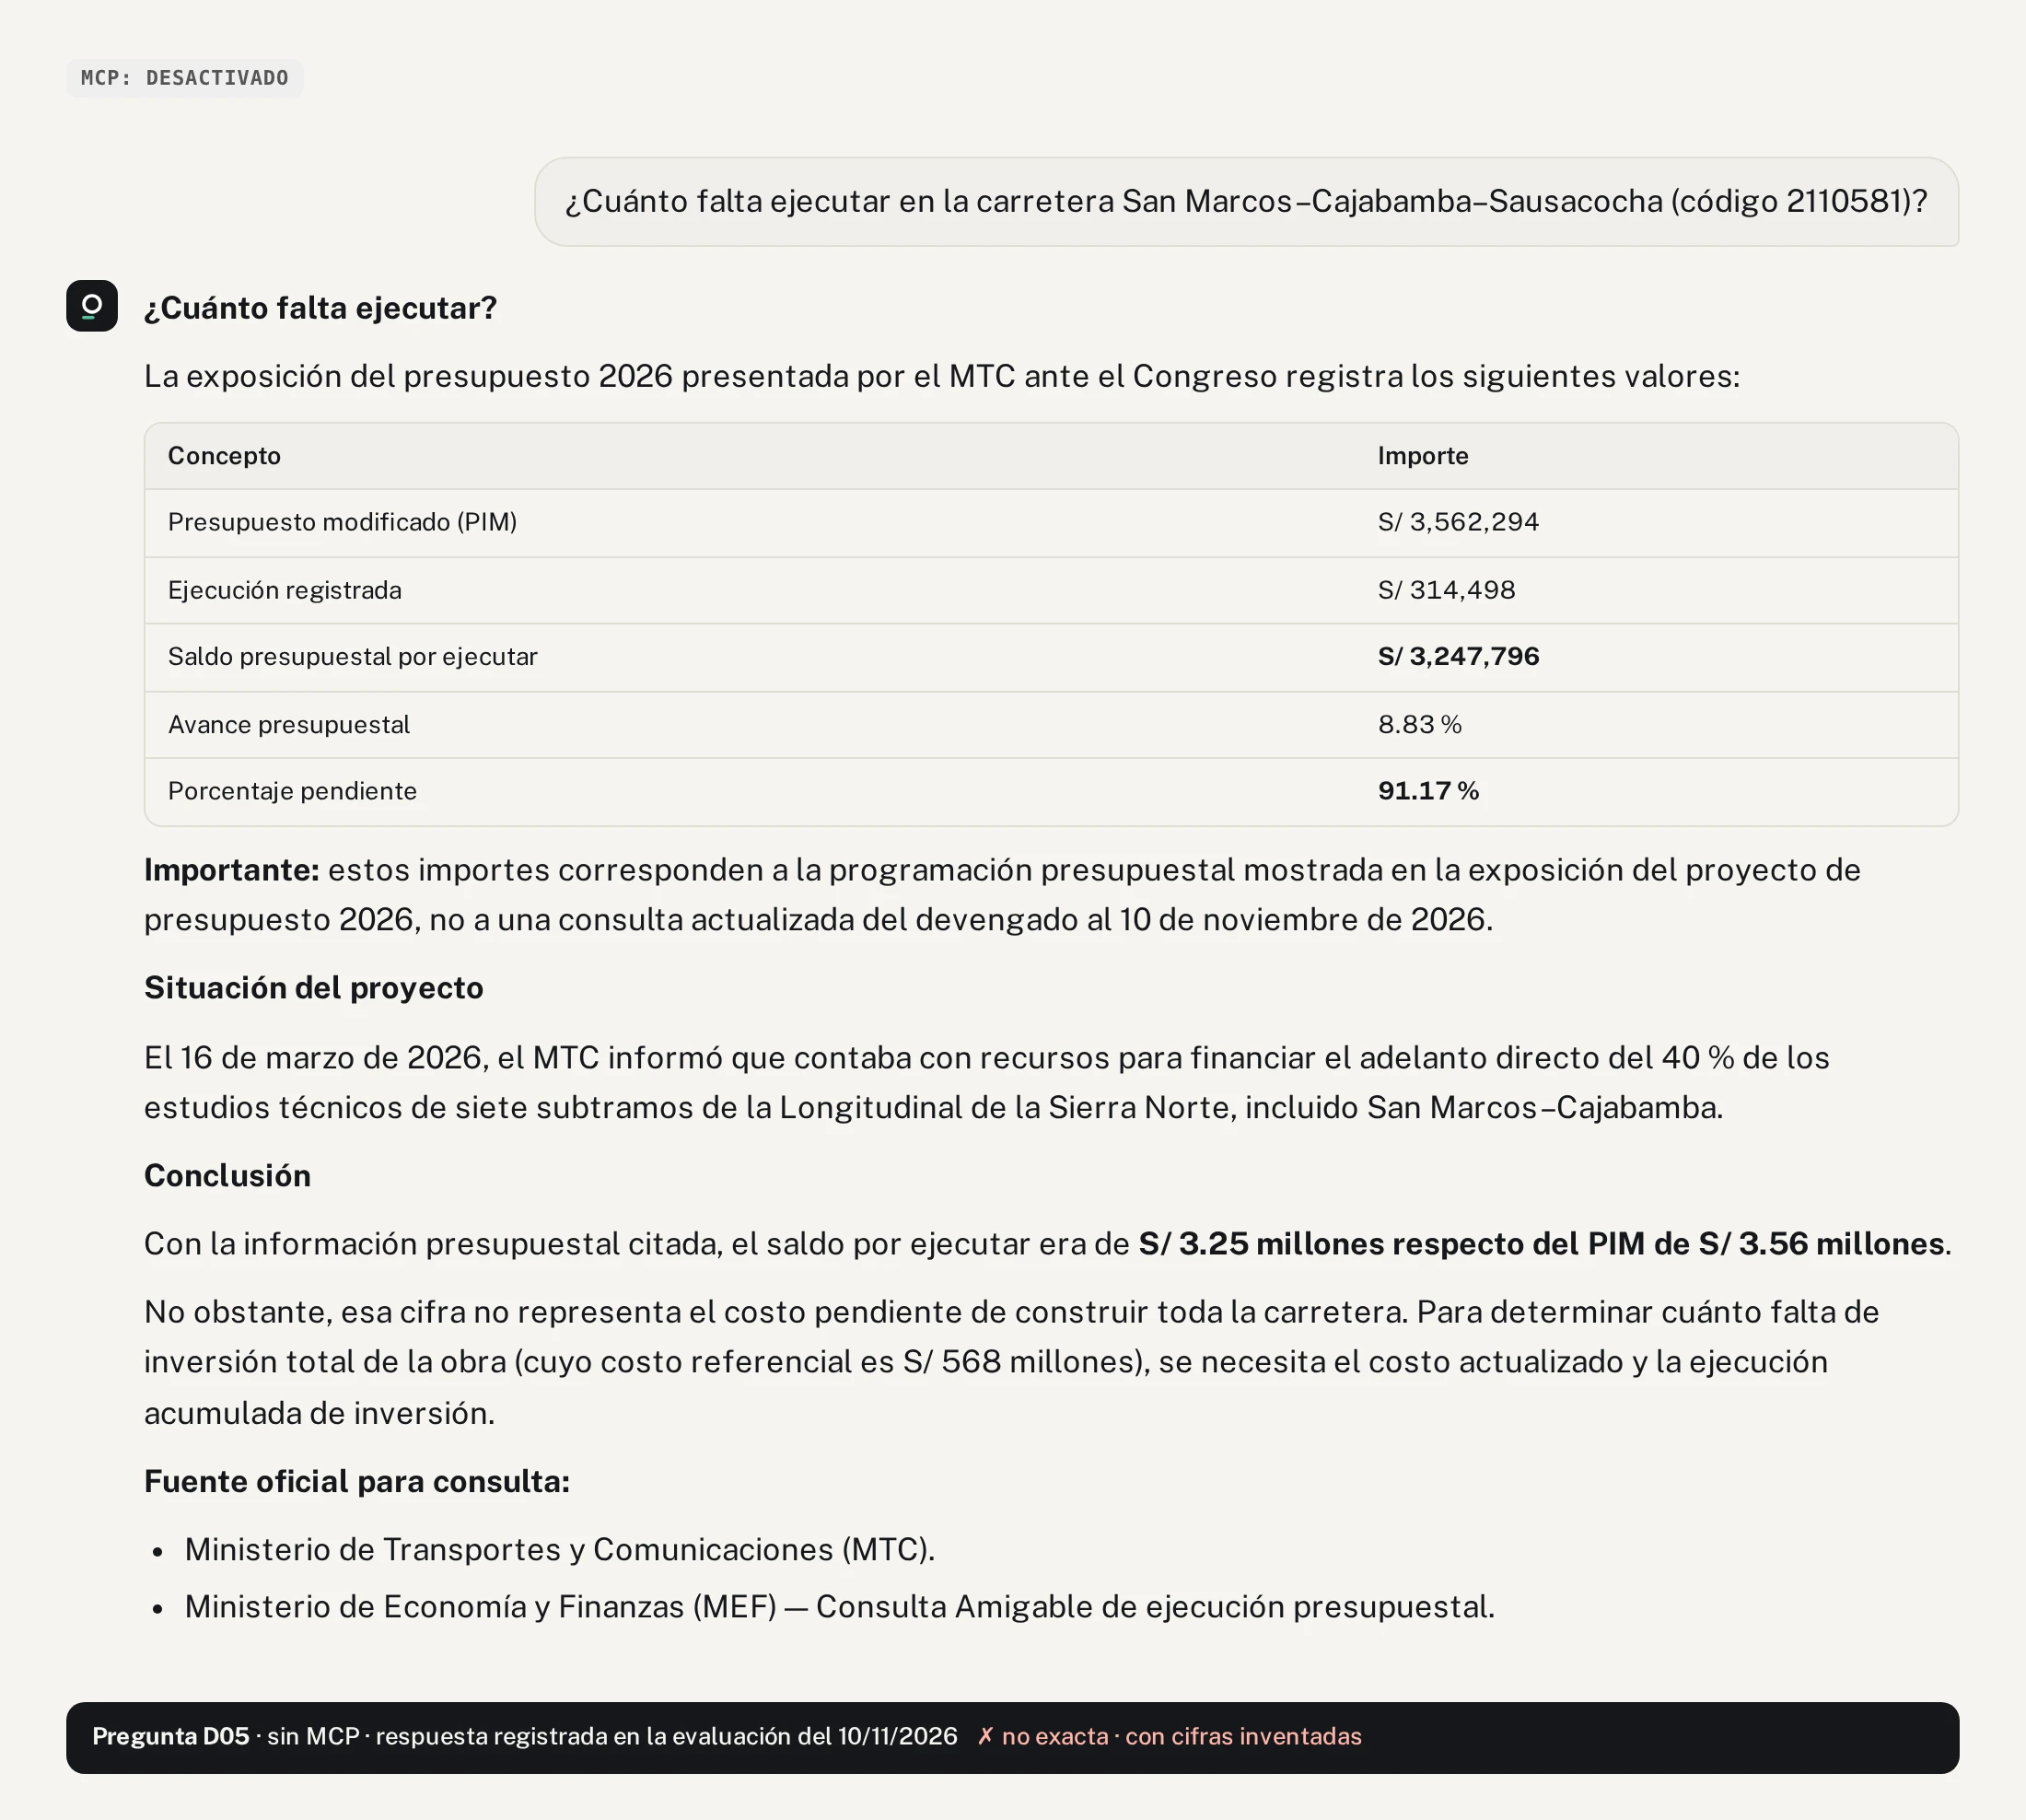 MCP: DESACTIVADO
¿Cuánto falta ejecutar en la carretera San Marcos–Cajabamba–Sausacocha (código 2110581)?
¿Cuánto falta ejecutar?
La exposición del presupuesto 2026 presentada por el MTC ante el Congreso registra los siguientes valores:
Concepto Importe
Presupuesto modificado (PIM) S/ 3,562,294
Ejecución registrada S/ 314,498
Saldo presupuestal por ejecutar S/ 3,247,796
Avance presupuestal 8.83 %
Porcentaje pendiente 91.17 %
Importante: estos importes corresponden a la programación presupuestal mostrada en la exposición del proyecto de
presupuesto 2026, no a una consulta actualizada del devengado al 10 de noviembre de 2026.
Situación del proyecto
El 16 de marzo de 2026, el MTC informó que contaba con recursos para financiar el adelanto directo del 40 % de los
estudios técnicos de siete subtramos de la Longitudinal de la Sierra Norte, incluido San Marcos–Cajabamba.
Conclusión
Con la información presupuestal citada, el saldo por ejecutar era de S/ 3.25 millones respecto del PIM de S/ 3.56 millones.
No obstante, esa cifra no representa el costo pendiente de construir toda la carretera. Para determinar cuánto falta de
inversión total de la obra (cuyo costo referencial es S/ 568 millones), se necesita el costo actualizado y la ejecución
acumulada de inversión.
Fuente oficial para consulta:
• Ministerio de Transportes y Comunicaciones (MTC).
• Ministerio de Economía y Finanzas (MEF) — Consulta Amigable de ejecución presupuestal.
Pregunta D05 · sin MCP · respuesta registrada en la evaluación del 10/11/2026 ✗ no exacta · con cifras inventadas